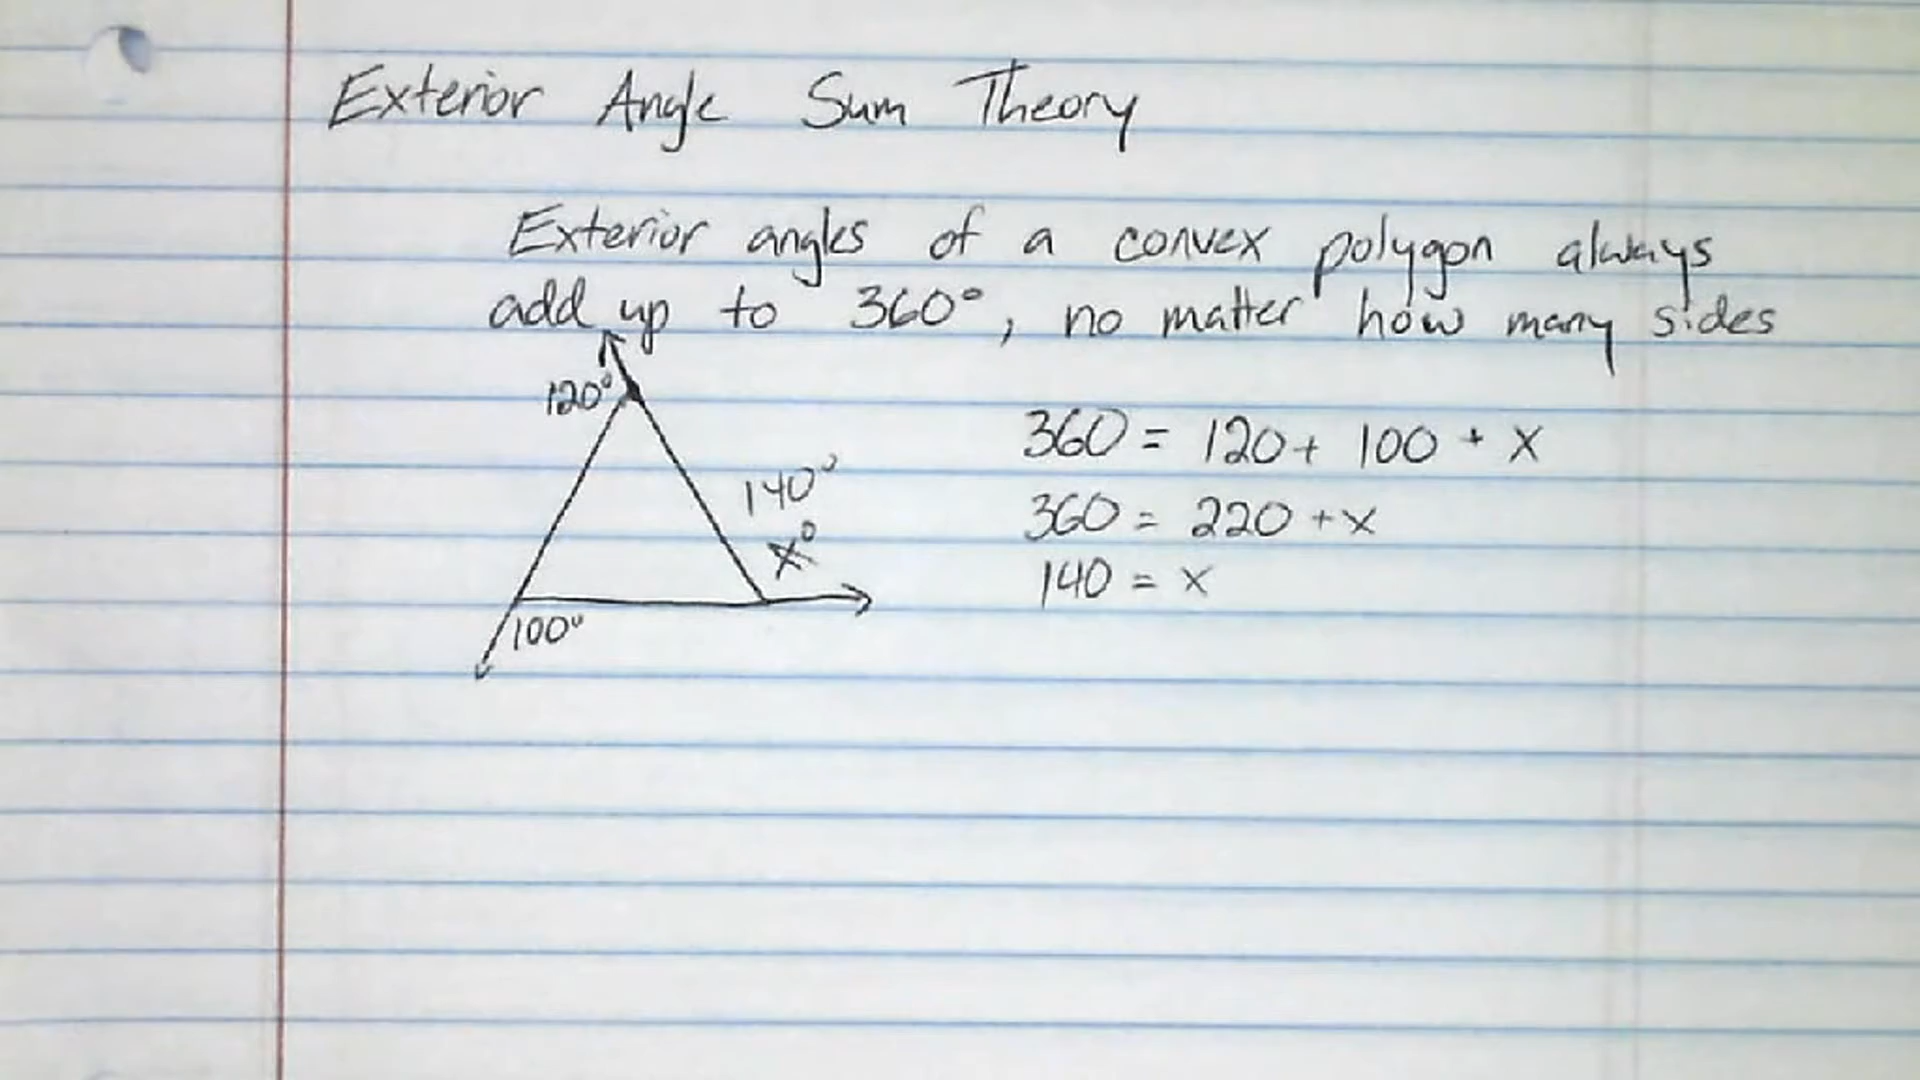 Exterior Angle Sum Theory
Exterior angles of a convex polygon always
add up to 360°, no matter how many sides
120°
360 = 120 + 100 + x
140°
360 = 220 + x
x°
140 = x
100°